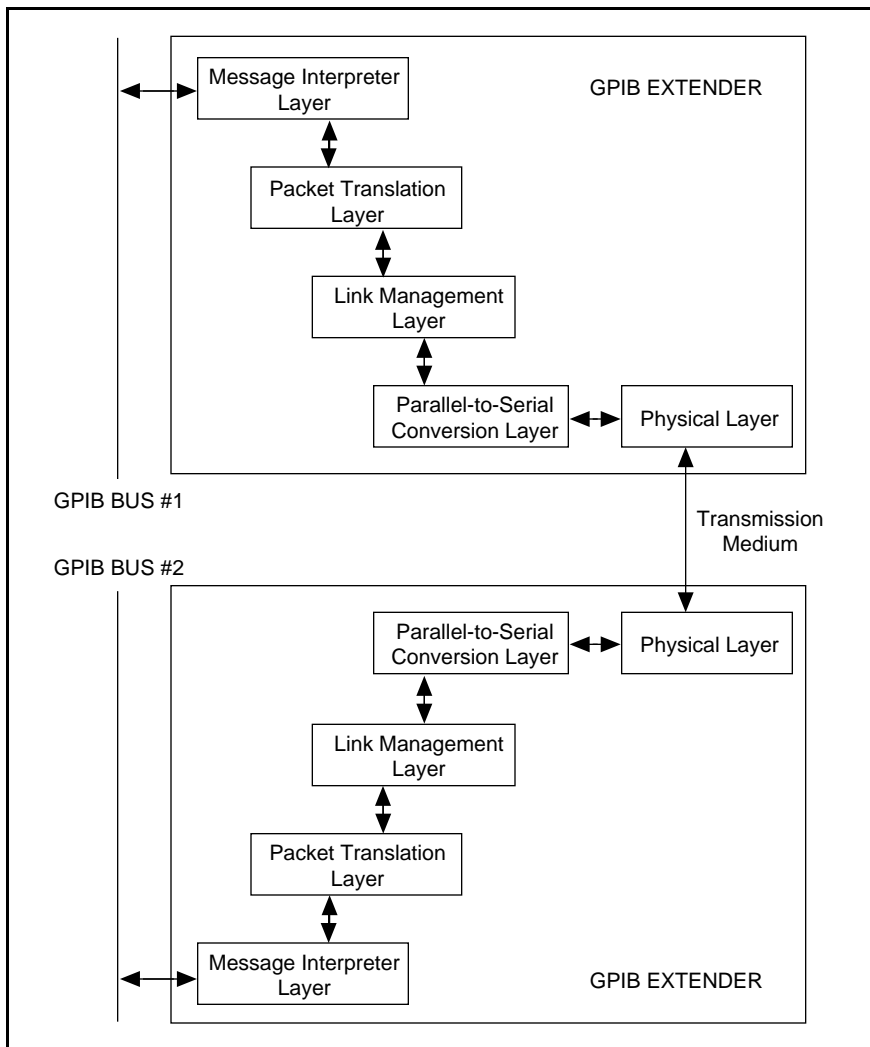 Message Interpreter
Layer
GPIB EXTENDER
Packet Translation
Layer
Link Management
Layer
Parallel-to-Serial
Conversion Layer
Physical Layer
GPIB BUS #1
Transmission
Medium
GPIB BUS #2
Parallel-to-Serial
Conversion Layer
Physical Layer
Link Management
Layer
Packet Translation
Layer
Message Interpreter
Layer
GPIB EXTENDER